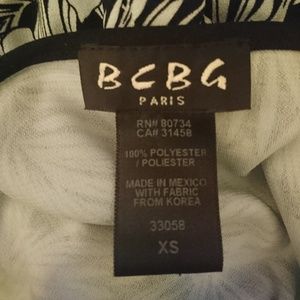 BCBG
PARIS
RN# 80734
CA# 31458
100% POLYESTER
/ POLIESTER
MADE IN MEXICO
WITH FABRIC
FROM KOREA
33058
XS